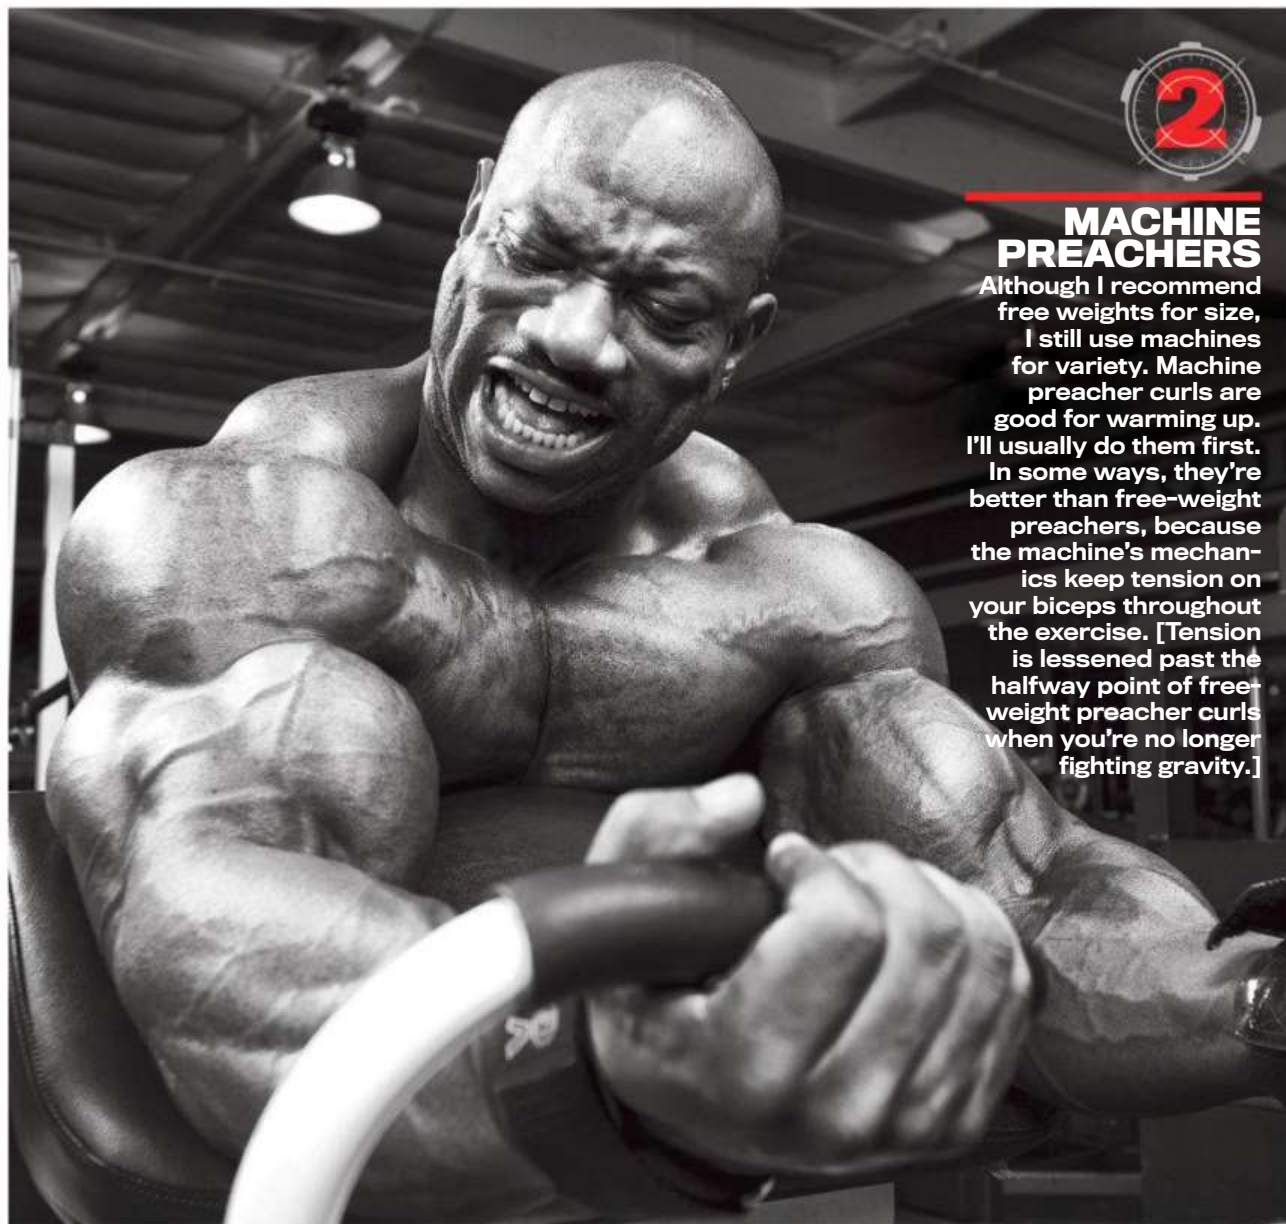 2
MACHINE
PREACHERS
Although I recommend
free weights for size,
I still use machines
for variety. Machine
preacher curls are
good for warming up.
I'll usually do them first.
In some ways, they're
better than free-weight
preachers, because
the machine's mechan-
ics keep tension on
your biceps throughout
the exercise. [Tension
is lessened past the
halfway point of free-
weight preacher curls
when you're no longer
fighting gravity.]